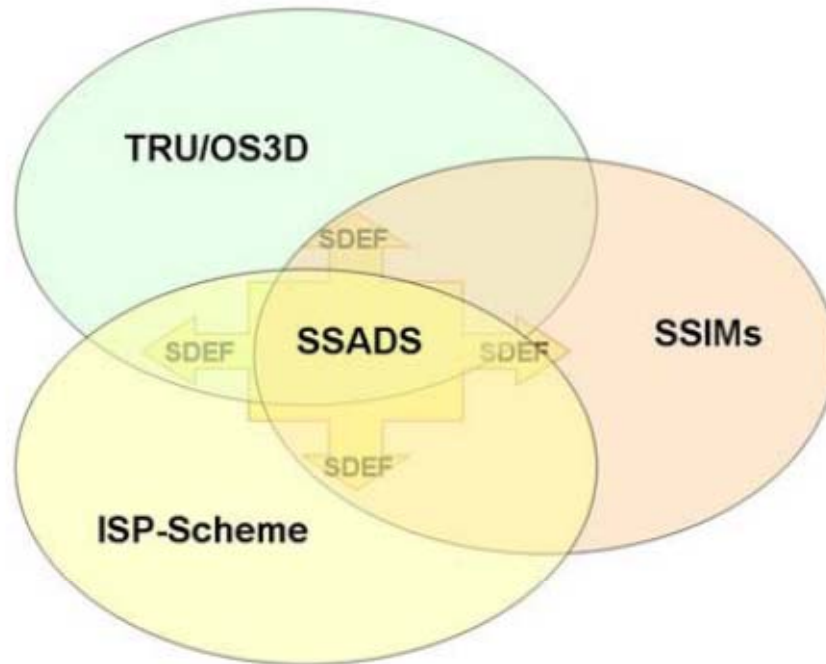 TRU/OS3D
SDEF
SDEF
SSADS
SDEF
SSIMs
SDEF
ISP-Scheme